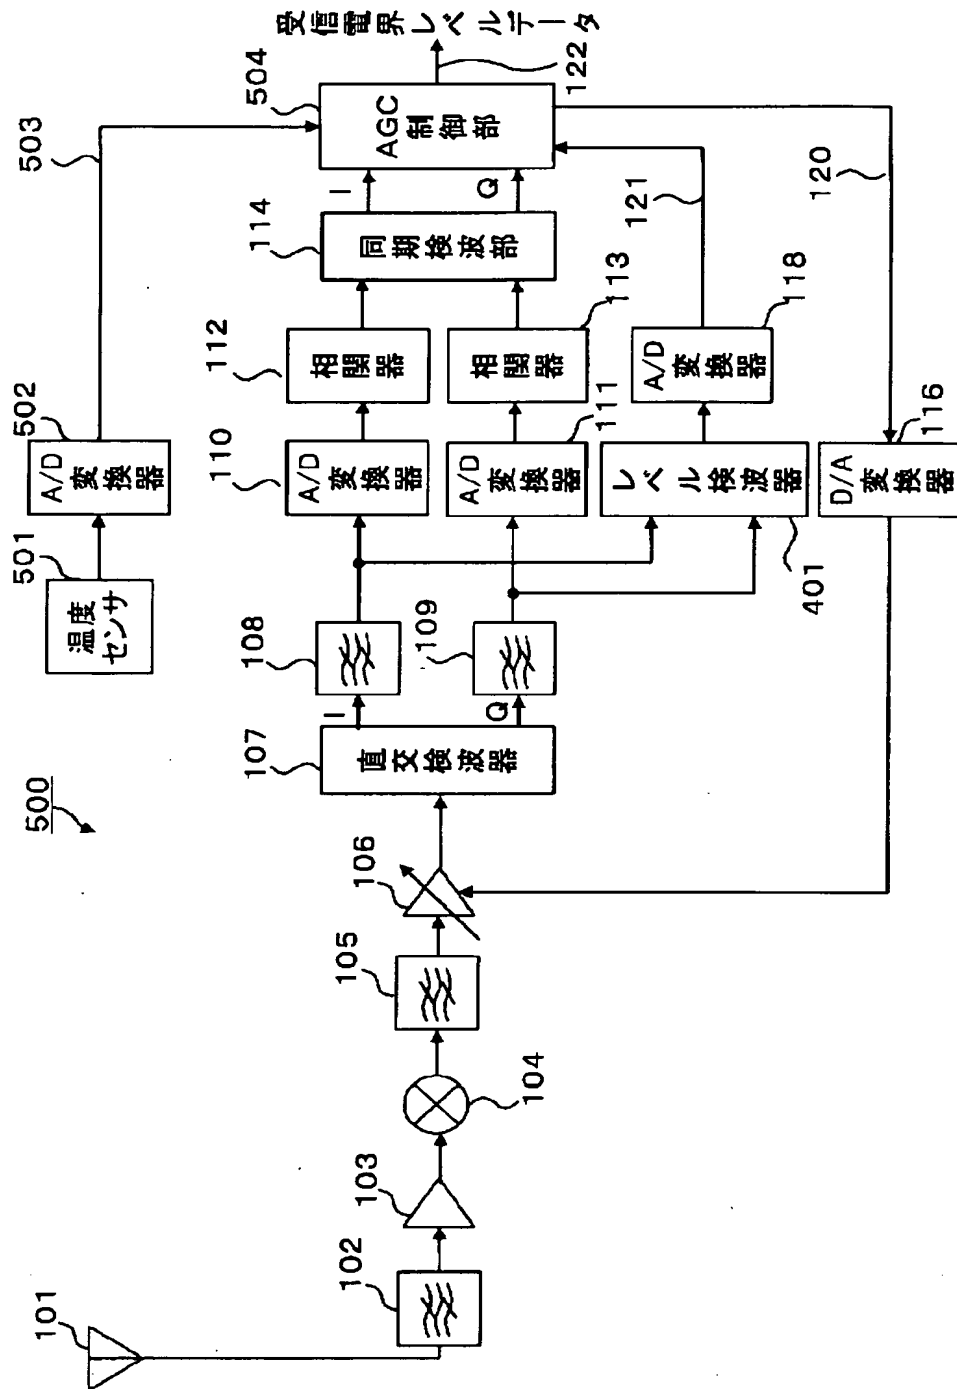 500
101
102
103
104
105
106
107
直交検波器
I
Q
108
109
501
温度
センサ
502
A/D
変換器
503
110
A/D
変換器
111
A/D
変換器
112
相関器
113
相関器
114
同期検波部
I
Q
504
AGC
制御部
122
受信電界レベルデータ
401
レベル検波器
118
A/D
変換器
121
120
116
D/A
変換器